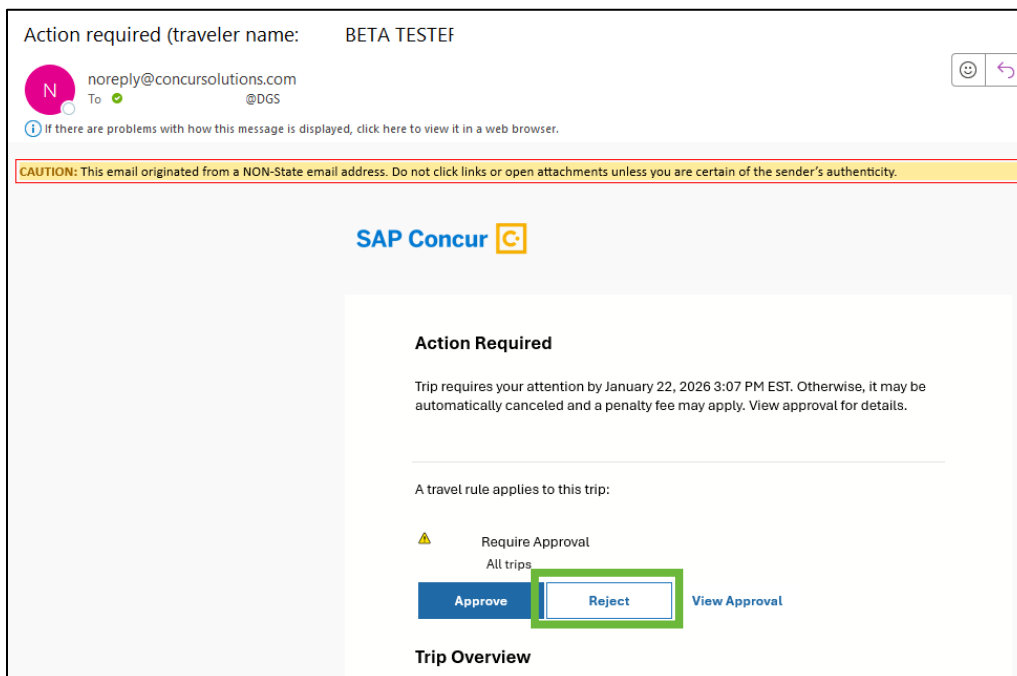 Action required (traveler name: BETA TESTER
N
noreply@concursolutions.com
To @DGS
If there are problems with how this message is displayed, click here to view it in a web browser.
CAUTION: This email originated from a NON-State email address. Do not click links or open attachments unless you are certain of the sender's authenticity.
SAP Concur C
Action Required
Trip requires your attention by January 22, 2026 3:07 PM EST. Otherwise, it may be
automatically canceled and a penalty fee may apply. View approval for details.
A travel rule applies to this trip:
Require Approval
All trips
Approve Reject View Approval
Trip Overview